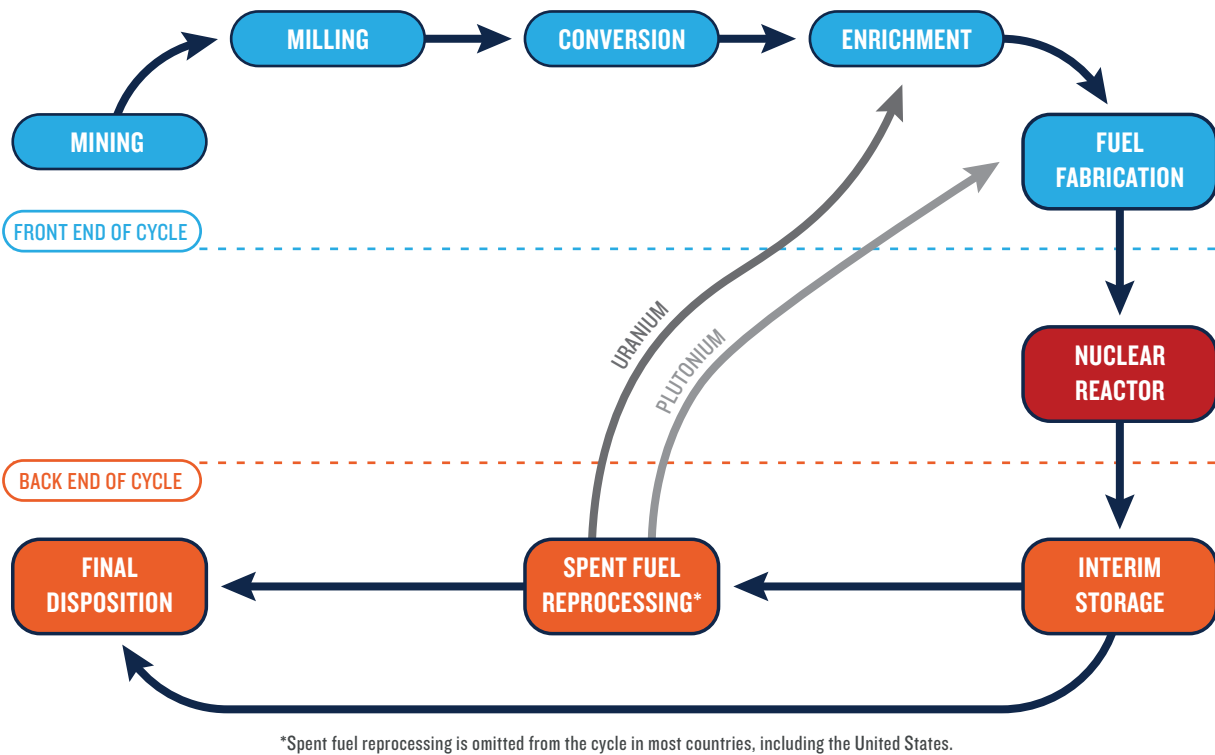 MILLING
CONVERSION
ENRICHMENT
MINING
FUEL
FABRICATION
FRONT END OF CYCLE
URANIUM
PLUTONIUM
NUCLEAR
REACTOR
BACK END OF CYCLE
FINAL
DISPOSITION
SPENT FUEL
REPROCESSING*
INTERIM
STORAGE
*Spent fuel reprocessing is omitted from the cycle in most countries, including the United States.